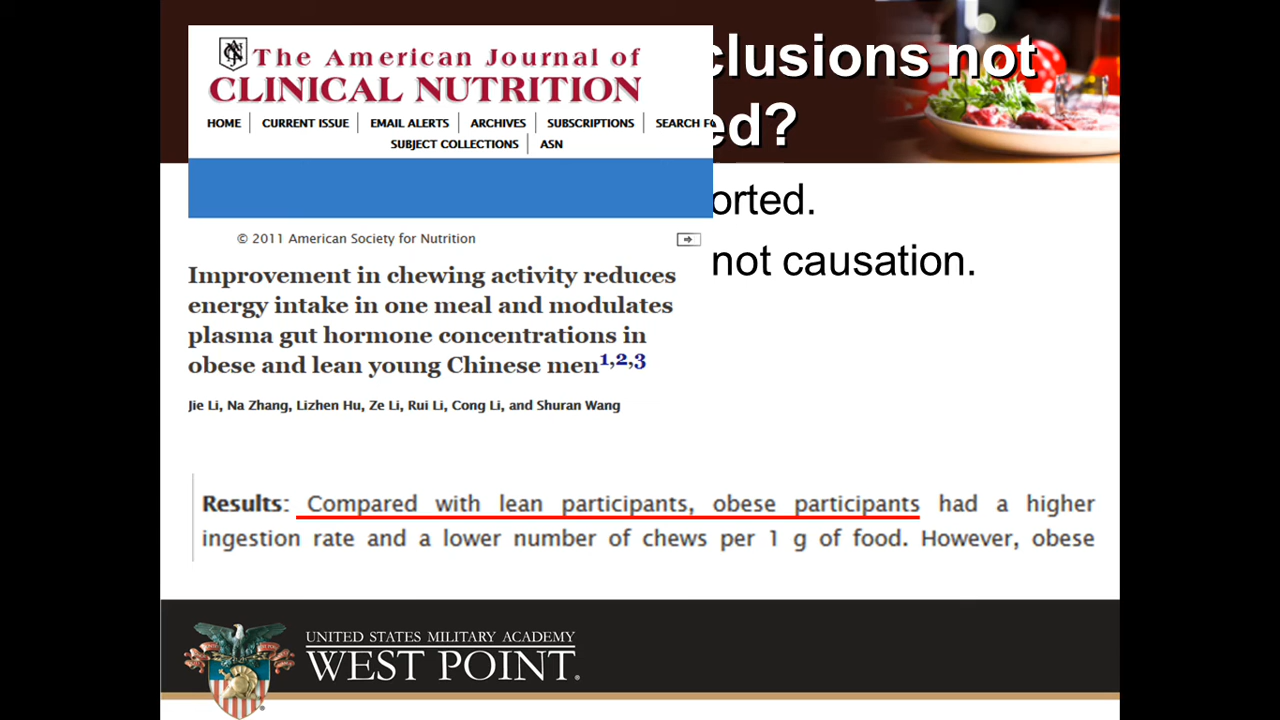 The American Journal of
CLINICAL NUTRITION
clusions not
ed?
HOME CURRENT ISSUE EMAIL ALERTS ARCHIVES SUBSCRIPTIONS SEARCH FO
SUBJECT COLLECTIONS ASN
orted.
not causation.
© 2011 American Society for Nutrition
Improvement in chewing activity reduces
energy intake in one meal and modulates
plasma gut hormone concentrations in
obese and lean young Chinese men1,2,3
Jie Li, Na Zhang, Lizhen Hu, Ze Li, Rui Li, Cong Li, and Shuran Wang
Results: Compared with lean participants, obese participants had a higher
ingestion rate and a lower number of chews per 1 g of food. However, obese
UNITED STATES MILITARY ACADEMY
WEST POINT®